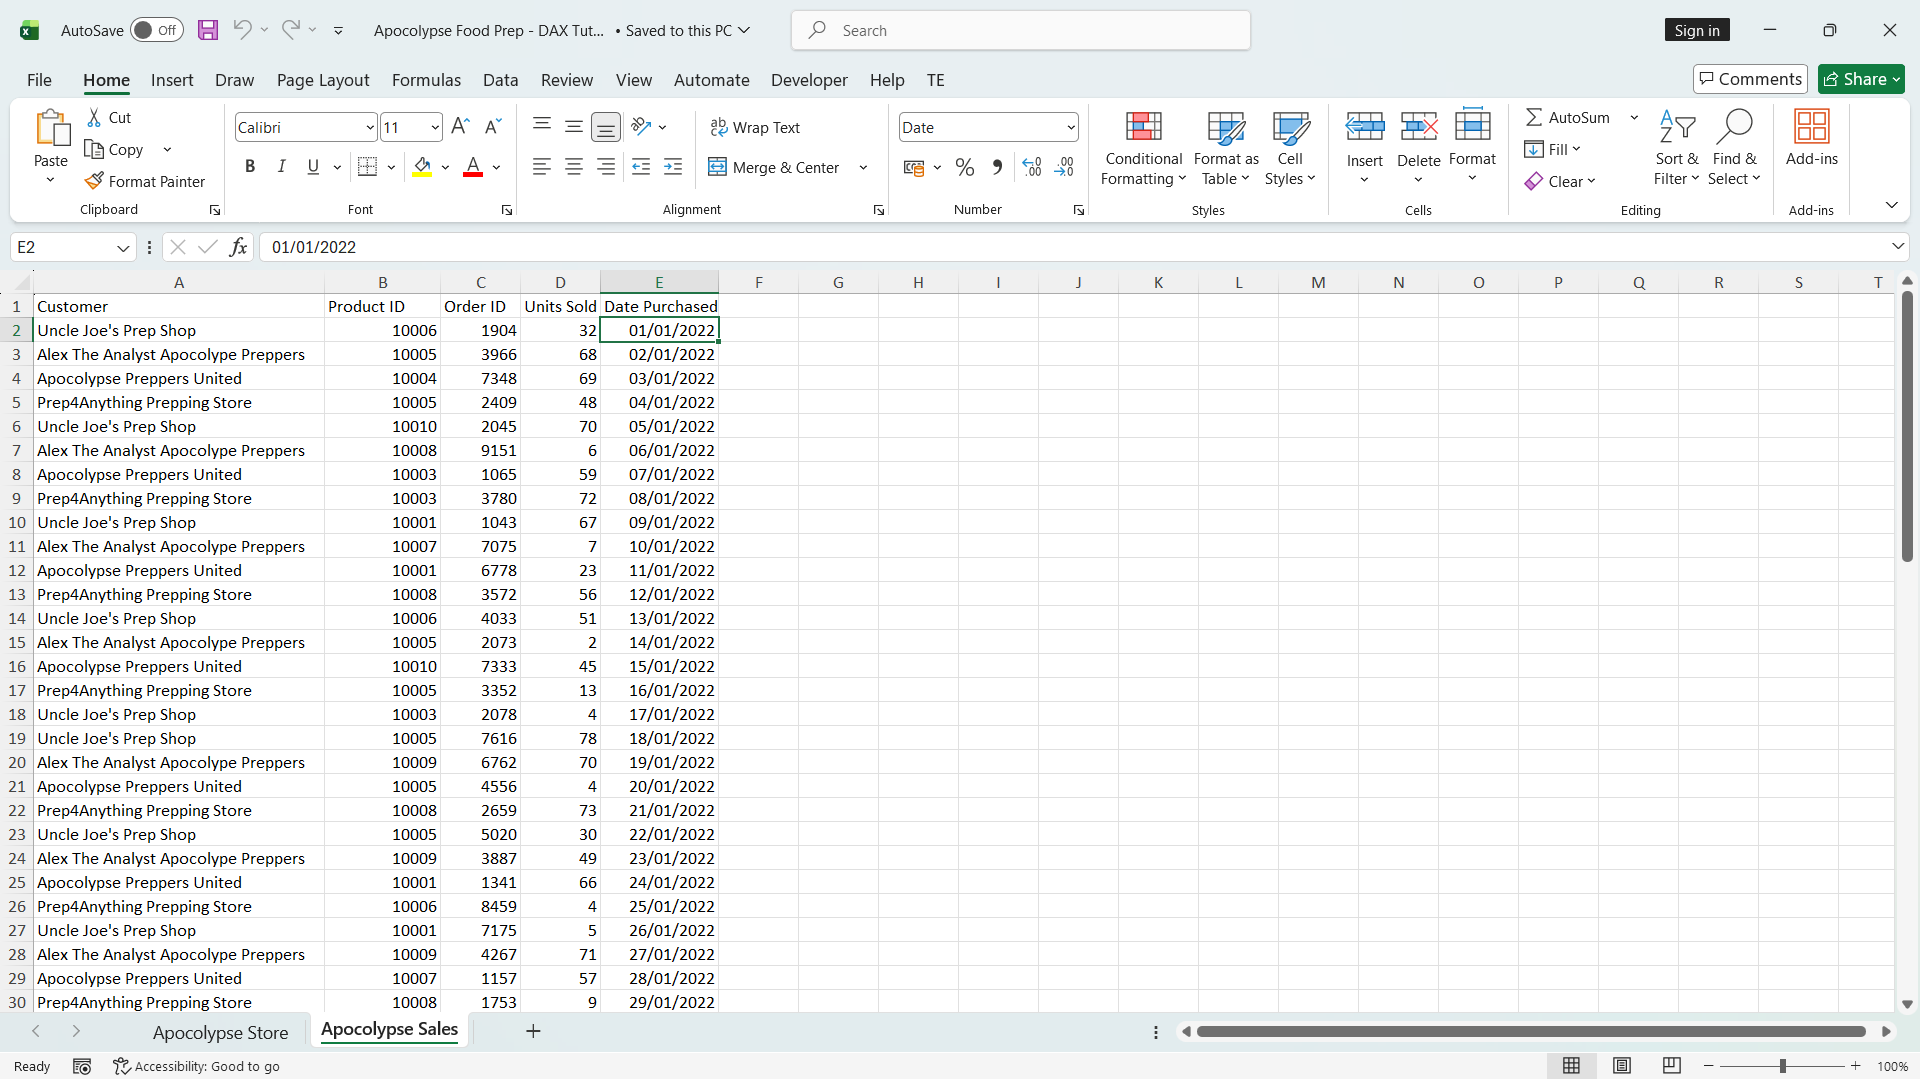 AutoSave Off Apocolypse Food Prep - DAX Tut... • Saved to this PC Search Sign in
File Home Insert Draw Page Layout Formulas Data Review View Automate Developer Help TE Comments Share
Paste Cut Copy Format Painter Clipboard
Calibri 11 B I U A Font
Wrap Text Merge & Center Alignment
Date % Number
Conditional Formatting Format as Table Cell Styles Styles
Insert Delete Format Cells
AutoSum Fill Clear Sort & Filter Find & Select Editing
Add-ins Add-ins
E2 fx 01/01/2022
A B C D E F G H I J K L M N O P Q R S T
1 Customer Product ID Order ID Units Sold Date Purchased
2 Uncle Joe's Prep Shop 10006 1904 32 01/01/2022
3 Alex The Analyst Apocolype Preppers 10005 3966 68 02/01/2022
4 Apocolypse Preppers United 10004 7348 69 03/01/2022
5 Prep4Anything Prepping Store 10005 2409 48 04/01/2022
6 Uncle Joe's Prep Shop 10010 2045 70 05/01/2022
7 Alex The Analyst Apocolype Preppers 10008 9151 6 06/01/2022
8 Apocolypse Preppers United 10003 1065 59 07/01/2022
9 Prep4Anything Prepping Store 10003 3780 72 08/01/2022
10 Uncle Joe's Prep Shop 10001 1043 67 09/01/2022
11 Alex The Analyst Apocolype Preppers 10007 7075 7 10/01/2022
12 Apocolypse Preppers United 10001 6778 23 11/01/2022
13 Prep4Anything Prepping Store 10008 3572 56 12/01/2022
14 Uncle Joe's Prep Shop 10006 4033 51 13/01/2022
15 Alex The Analyst Apocolype Preppers 10005 2073 2 14/01/2022
16 Apocolypse Preppers United 10010 7333 45 15/01/2022
17 Prep4Anything Prepping Store 10005 3352 13 16/01/2022
18 Uncle Joe's Prep Shop 10003 2078 4 17/01/2022
19 Uncle Joe's Prep Shop 10005 7616 78 18/01/2022
20 Alex The Analyst Apocolype Preppers 10009 6762 70 19/01/2022
21 Apocolypse Preppers United 10005 4556 4 20/01/2022
22 Prep4Anything Prepping Store 10008 2659 73 21/01/2022
23 Uncle Joe's Prep Shop 10005 5020 30 22/01/2022
24 Alex The Analyst Apocolype Preppers 10009 3887 49 23/01/2022
25 Apocolypse Preppers United 10001 1341 66 24/01/2022
26 Prep4Anything Prepping Store 10006 8459 4 25/01/2022
27 Uncle Joe's Prep Shop 10001 7175 5 26/01/2022
28 Alex The Analyst Apocolype Preppers 10009 4267 71 27/01/2022
29 Apocolypse Preppers United 10007 1157 57 28/01/2022
30 Prep4Anything Prepping Store 10008 1753 9 29/01/2022
Apocolypse Store Apocolypse Sales
Ready Accessibility: Good to go 100%